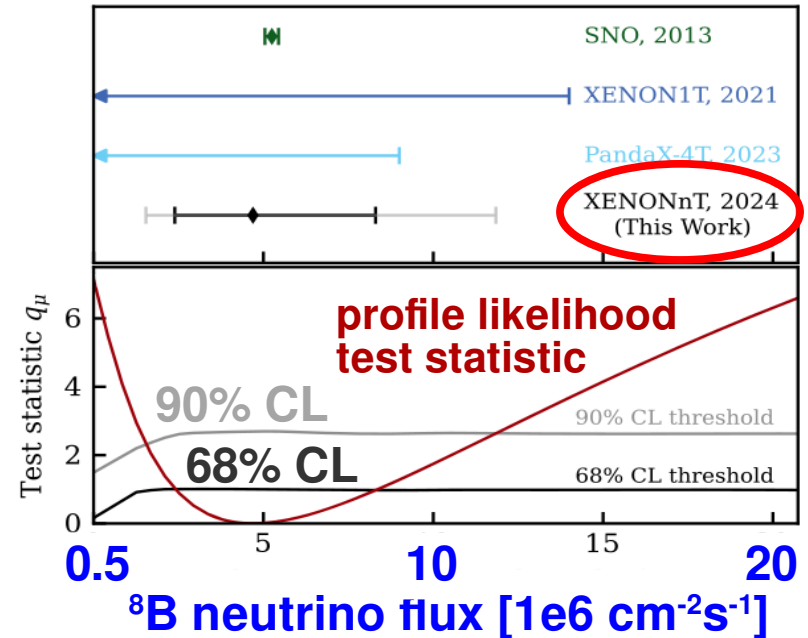 SNO, 2013
XENON1T, 2021
PandaX-4T, 2023
XENONnT, 2024
(This Work)
Test statistic qμ
6
4
2
0
profile likelihood
test statistic
90% CL
90% CL threshold
68% CL
68% CL threshold
0.5
5
10
15
20
⁸B neutrino flux [1e6 cm⁻²s⁻¹]